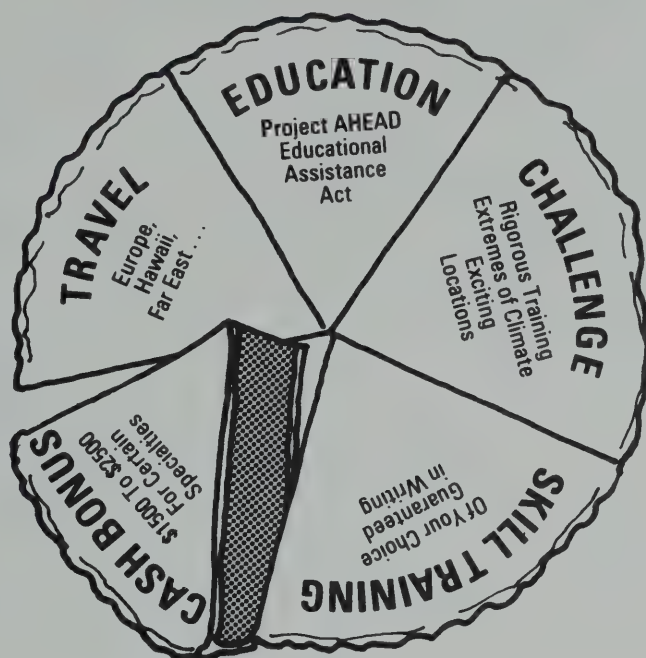 EDUCATION
Project AHEAD
Educational
Assistance
Act
CHALLENGE
Rigorous Training
Extremes of Climate
Exciting
Locations
SKILL TRAINING
Of Your Choice
Guaranteed
in Writing
CASH BONUS
$1500 To $2500
For Certain
Specialties
TRAVEL
Europe,
Hawaii,
Far East ....